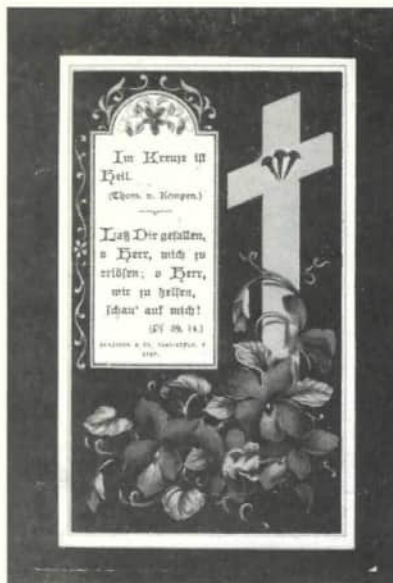 Im Kreuze ist
Heil.
(Thom. v. Kempen.)
Laß Dir gefallen,
o Herr, mich zu
erlösen; o Herr,
mir zu helfen,
schau' auf mich!
(Pf. 39, 14.)